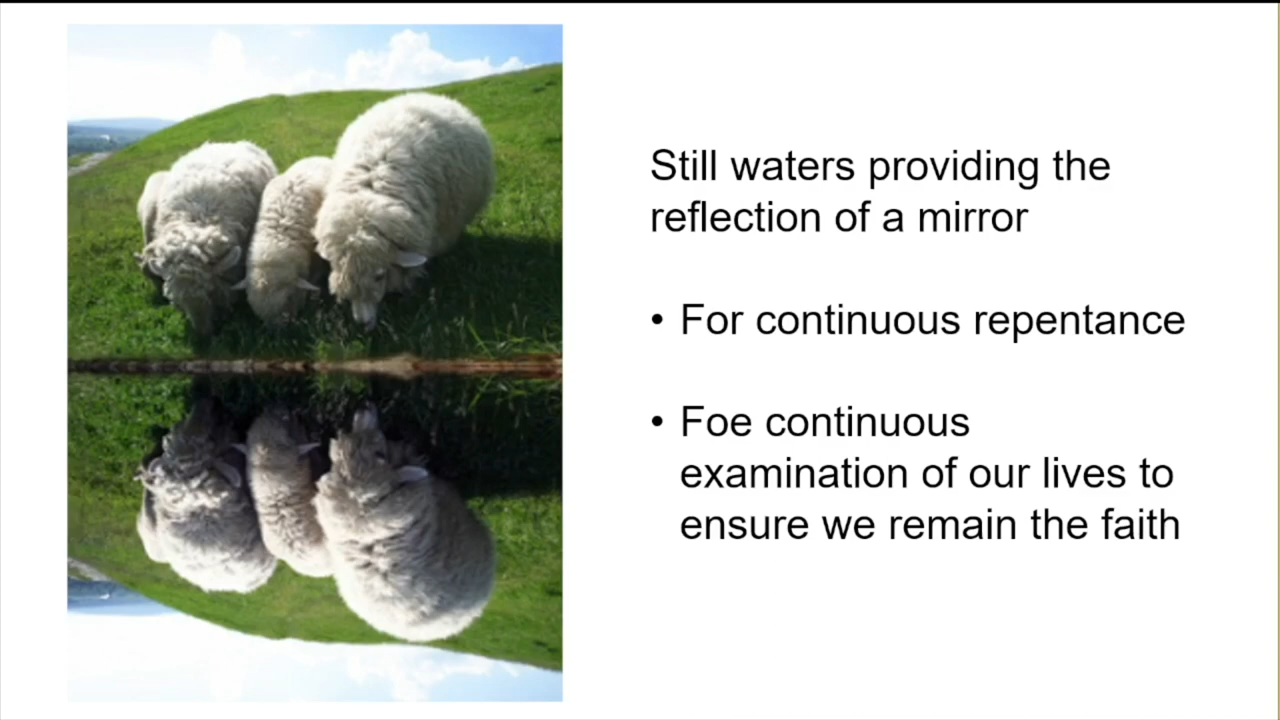 Still waters providing the
reflection of a mirror
• For continuous repentance
• Foe continuous
examination of our lives to
ensure we remain the faith